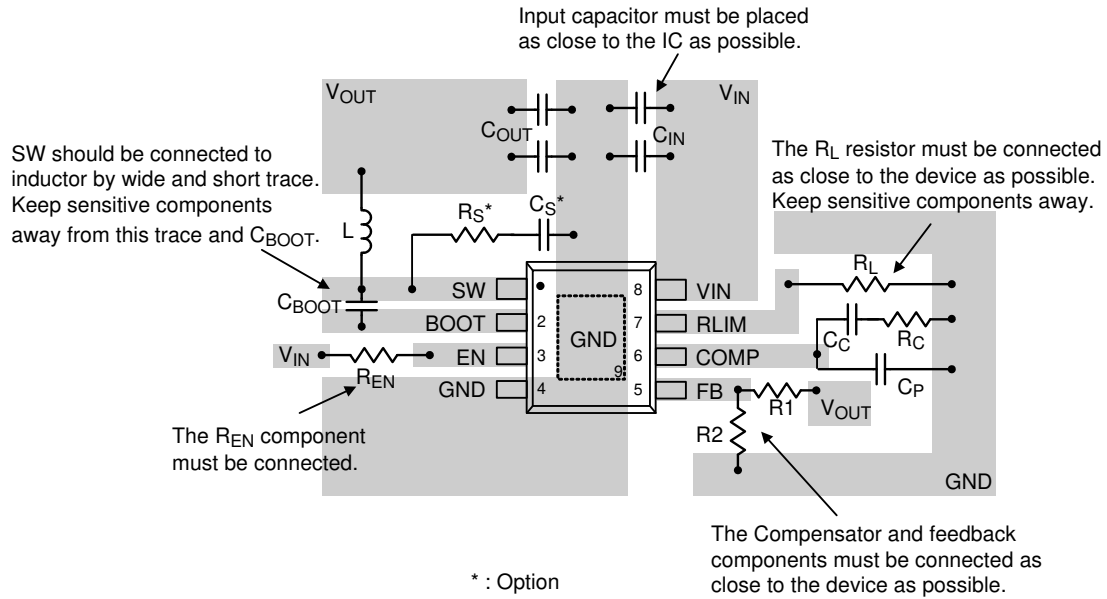 Input capacitor must be placed
as close to the IC as possible.
VOUT
VIN
COUT
CIN
SW should be connected to
inductor by wide and short trace.
Keep sensitive components
away from this trace and CBOOT.
The RL resistor must be connected
as close to the device as possible.
Keep sensitive components away.
L
RS*
CS*
RL
CBOOT
SW
8
VIN
BOOT
2
7
RLIM
CC
RC
GND
VIN
REN
EN
3
6
COMP
CP
GND
4
9
5
FB
R1
VOUT
R2
GND
The REN component
must be connected.
The Compensator and feedback
components must be connected as
close to the device as possible.
* : Option